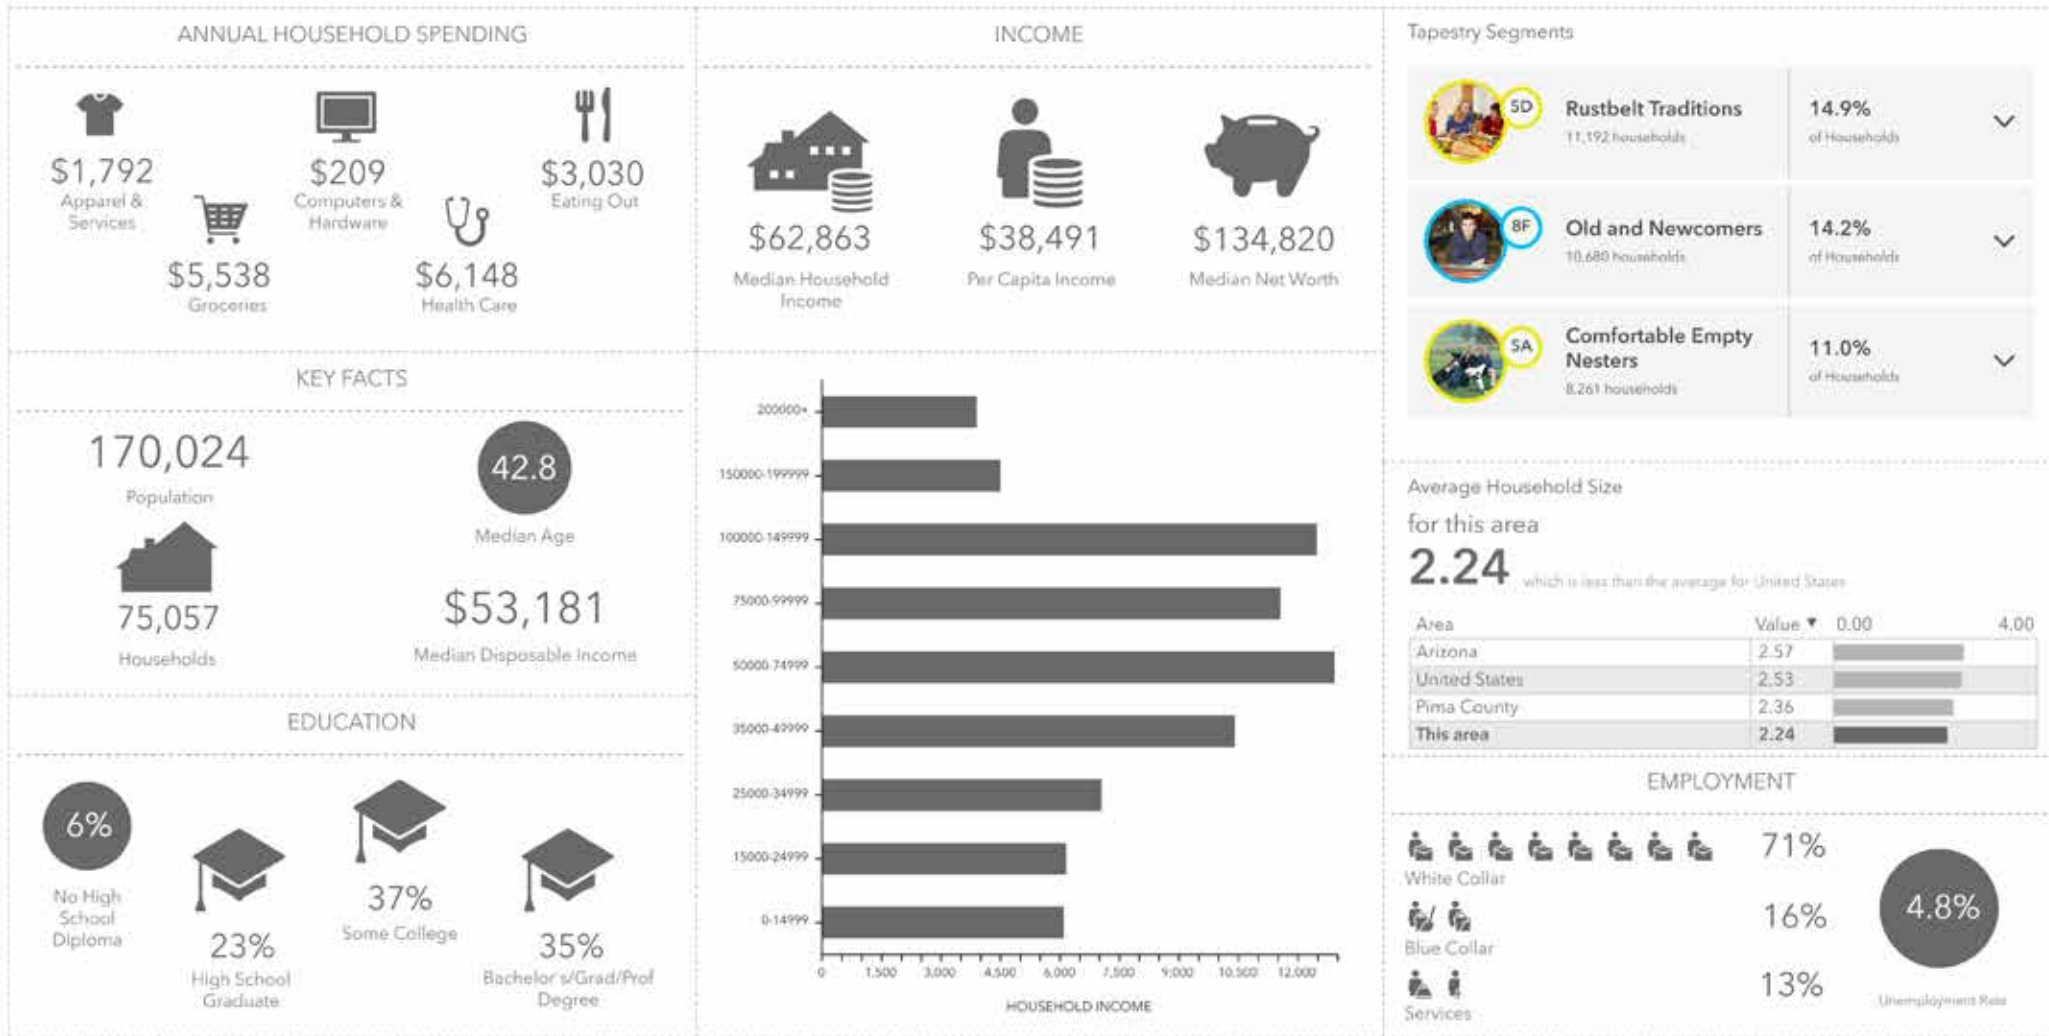 ANNUAL HOUSEHOLD SPENDING
$1,792
Apparel &
Services
$5,538
Groceries
$209
Computers &
Hardware
$6,148
Health Care
$3,030
Eating Out
KEY FACTS
170,024
Population
75,057
Households
42.8
Median Age
$53,181
Median Disposable Income
EDUCATION
6%
No High
School
Diploma
23%
High School
Graduate
37%
Some College
35%
Bachelor's/Grad/Prof
Degree
INCOME
$62,863
Median Household
Income
$38,491
Per Capita Income
$134,820
Median Net Worth
200000+
150000-199999
100000-149999
75000-99999
50000-74999
35000-49999
25000-34999
15000-24999
0-14999
0 1,500 3,000 4,500 6,000 7,500 9,000 10,500 12,000
HOUSEHOLD INCOME
Tapestry Segments
5D
Rustbelt Traditions
11,192 households
14.9%
of Households
8F
Old and Newcomers
10,680 households
14.2%
of Households
5A
Comfortable Empty
Nesters
8,261 households
11.0%
of Households
Average Household Size
for this area
2.24 which is less than the average for United States
Area Value ▼ 0.00 4.00
Arizona 2.57
United States 2.53
Pima County 2.36
This area 2.24
EMPLOYMENT
71%
White Collar
16%
Blue Collar
13%
Services
4.8%
Unemployment Rate